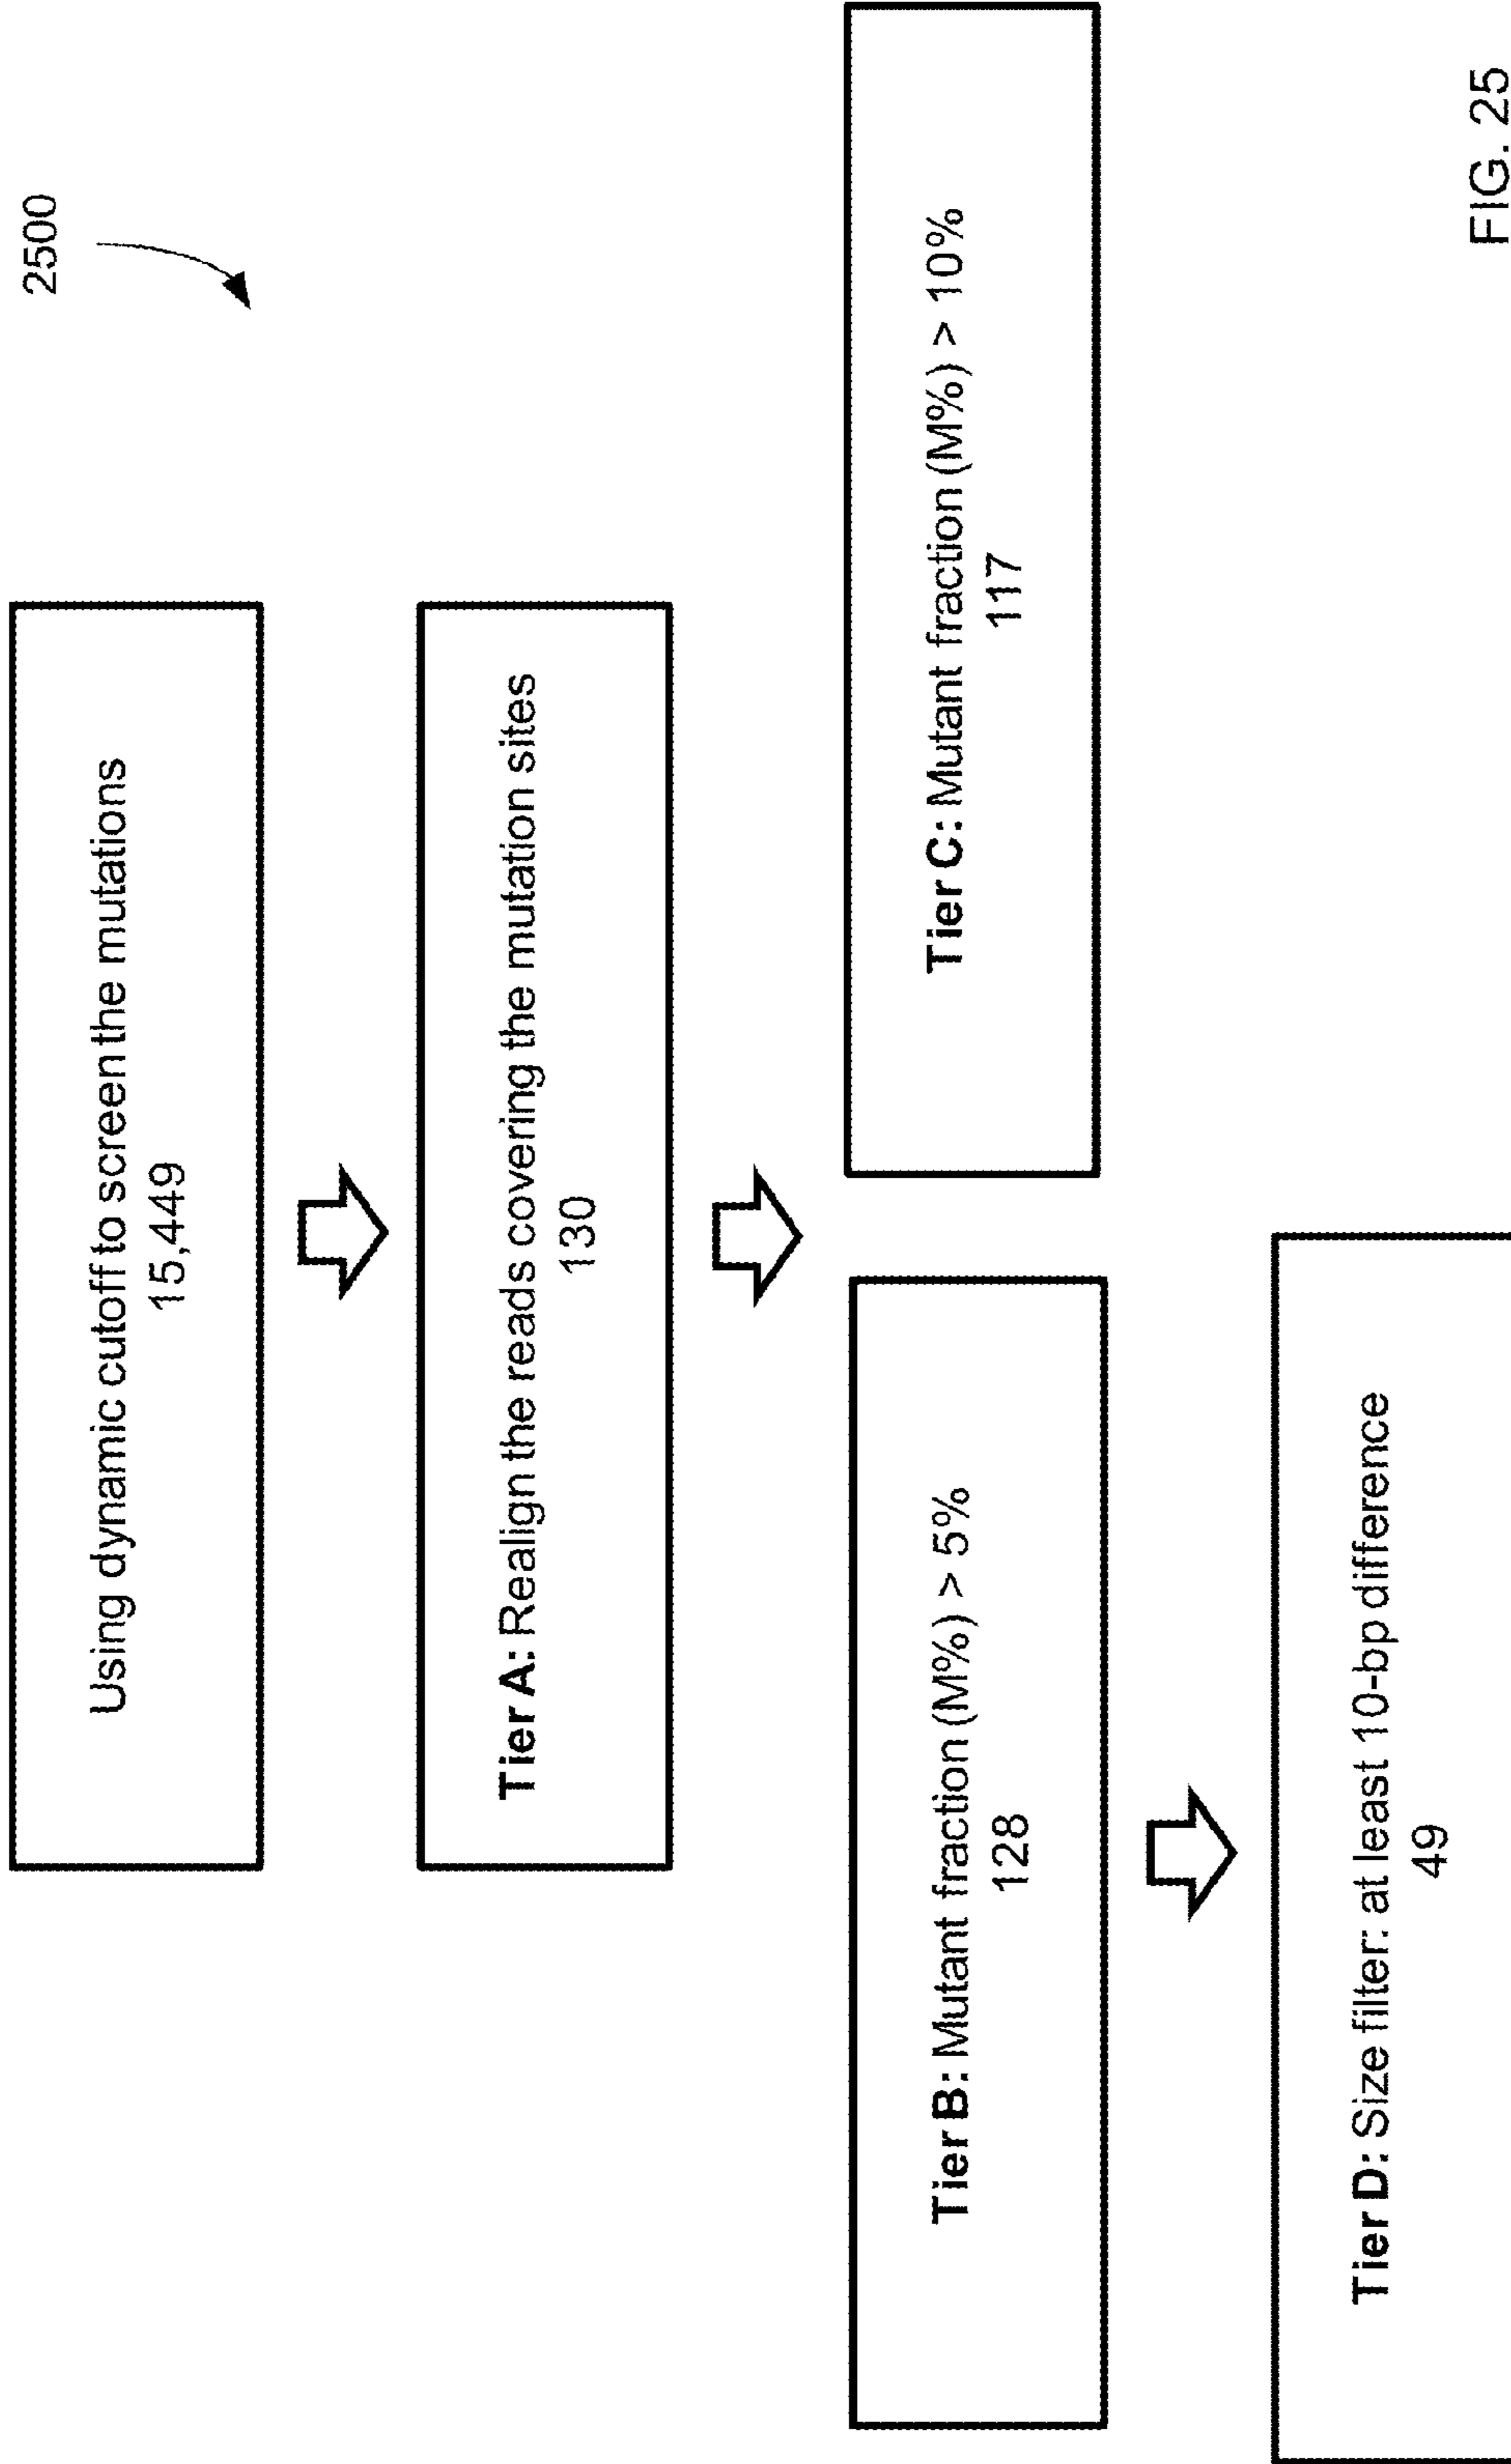 2500
Using dynamic cutoff to screen the mutations
15,449
Tier A: Realign the reads covering the mutation sites
130
Tier B: Mutant fraction (M%) > 5%
128
Tier C: Mutant fraction (M%) > 10%
117
Tier D: Size filter: at least 10-bp difference
49
FIG. 25